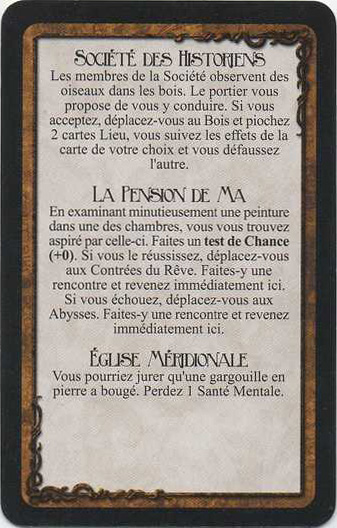 Société des Historiens
Les membres de la Société observent des
oiseaux dans les bois. Le portier vous
propose de vous y conduire. Si vous
acceptez, déplacez-vous au Bois et piochez
2 cartes Lieu, vous suivez les effets de la
carte de votre choix et vous défaussez
l'autre.
La Pension de Ma
En examinant minutieusement une peinture
dans une des chambres, vous vous trouvez
aspiré par celle-ci. Faites un test de Chance
(+0). Si vous le réussissez, déplacez-vous
aux Contrées du Rêve. Faites-y une
rencontre et revenez immédiatement ici.
Si vous échouez, déplacez-vous aux
Abysses. Faites-y une rencontre et revenez
immédiatement ici.
Église Méridionale
Vous pourriez jurer qu'une gargouille en
pierre a bougé. Perdez 1 Santé Mentale.